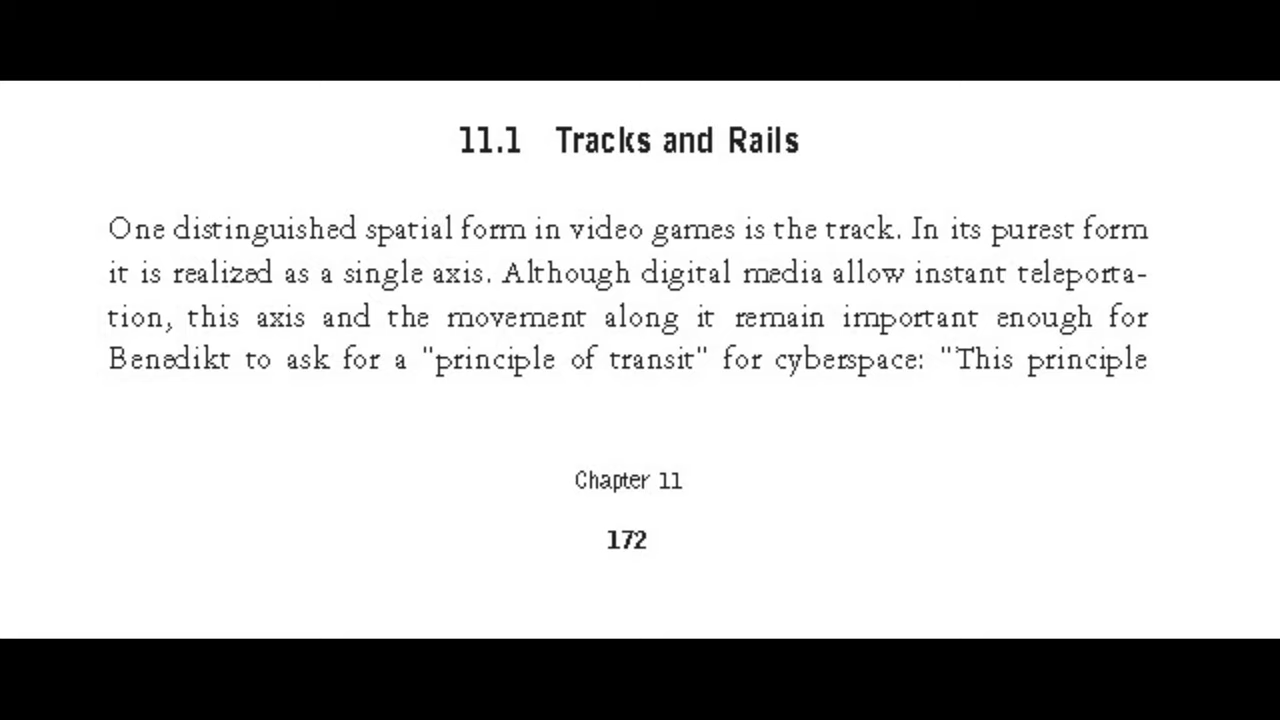 11.1 Tracks and Rails
One distinguished spatial form in video games is the track. In its purest form
it is realized as a single axis. Although digital media allow instant teleporta-
tion, this axis and the movement along it remain important enough for
Benedikt to ask for a "principle of transit" for cyberspace: "This principle
Chapter 11
172